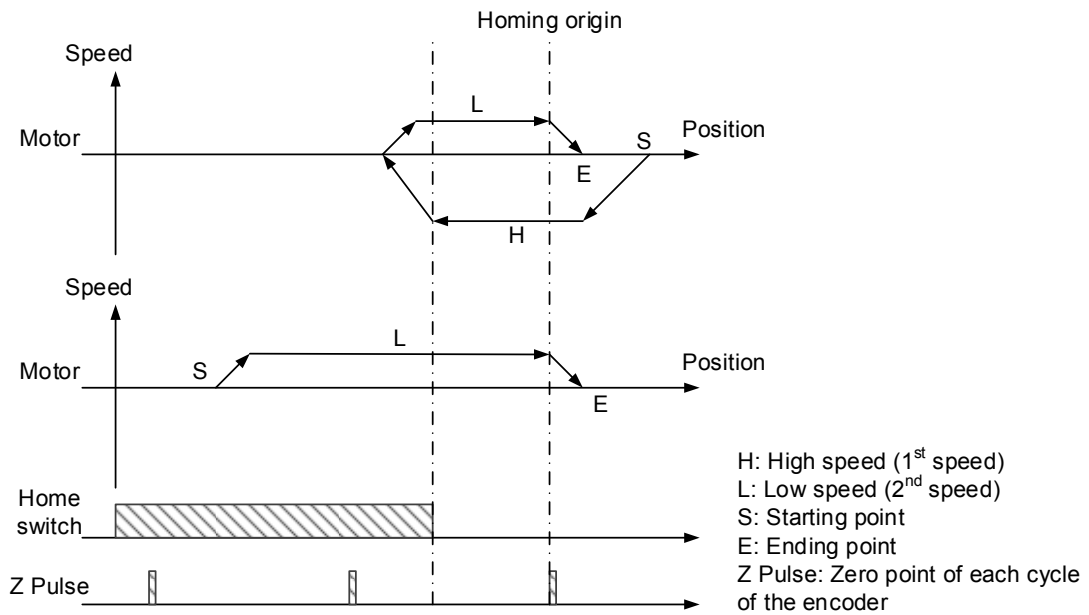 Homing origin
Speed
L
Motor
Position
S
E
H
Speed
L
Motor
Position
S
E
Home
switch
Z Pulse
H: High speed (1st speed)
L: Low speed (2nd speed)
S: Starting point
E: Ending point
Z Pulse: Zero point of each cycle
of the encoder